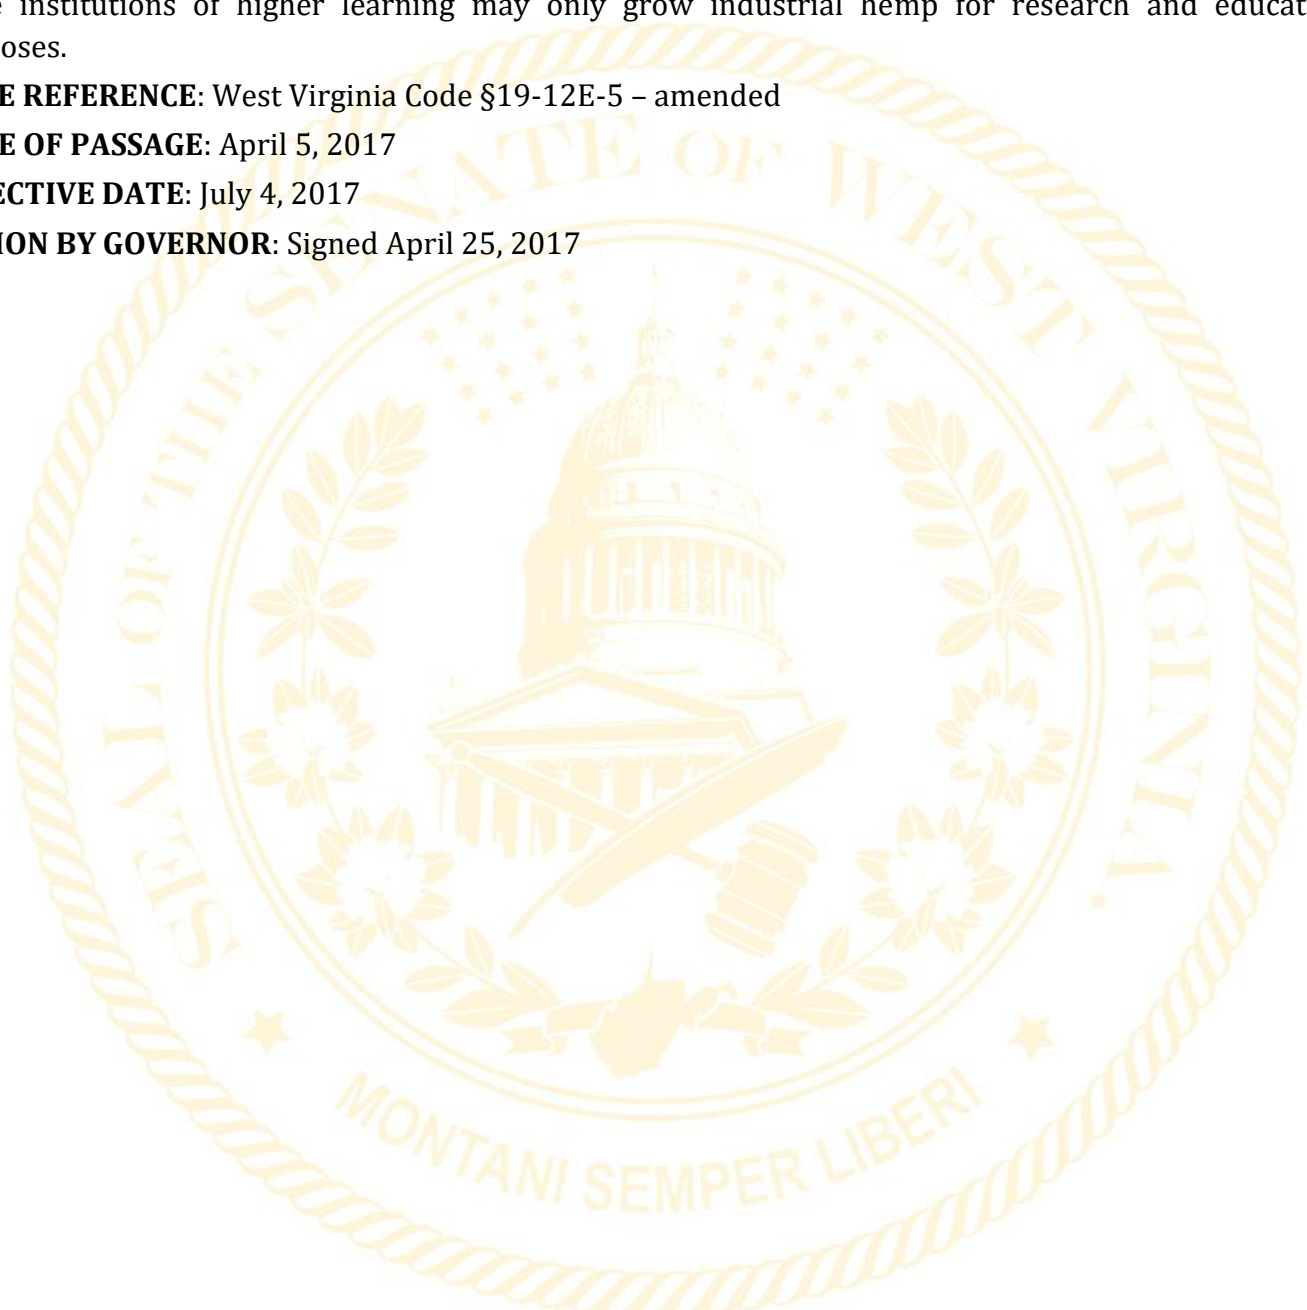 institutions of higher learning may only grow industrial hemp for research and educat
oses.
E REFERENCE: West Virginia Code §19-12E-5 – amended
E OF PASSAGE: April 5, 2017
ECTIVE DATE: July 4, 2017
ION BY GOVERNOR: Signed April 25, 2017
SEAL OF THE SENATE OF WEST VIRGINIA.
MONTANI SEMPER LIBERI